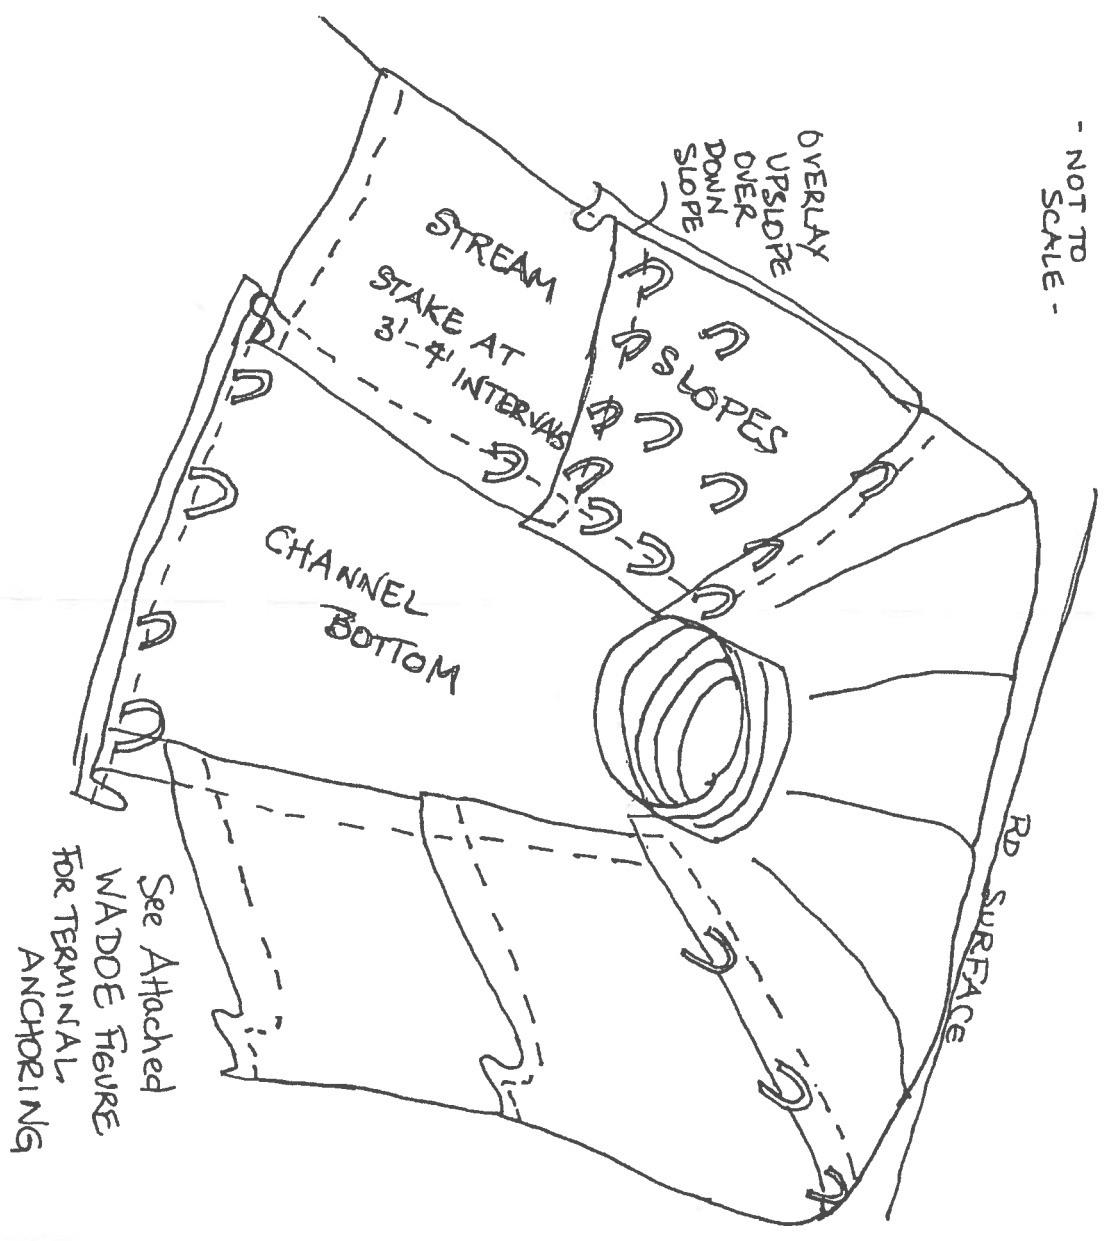 - NOT TO
SCALE -
OVERLAY
UPSLOPE
OVER
DOWN
SLOPE
STREAM
STAKE AT
3'-4' INTERVALS
SLOPES
CHANNEL
BOTTOM
RD SURFACE
See Attached
WADOE FIGURE
FOR TERMINAL
ANCHORING